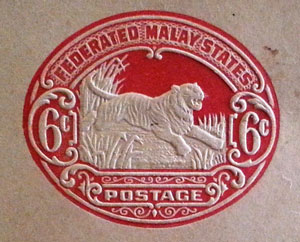 FEDERATED MALAY STATES
6c 6c
POSTAGE